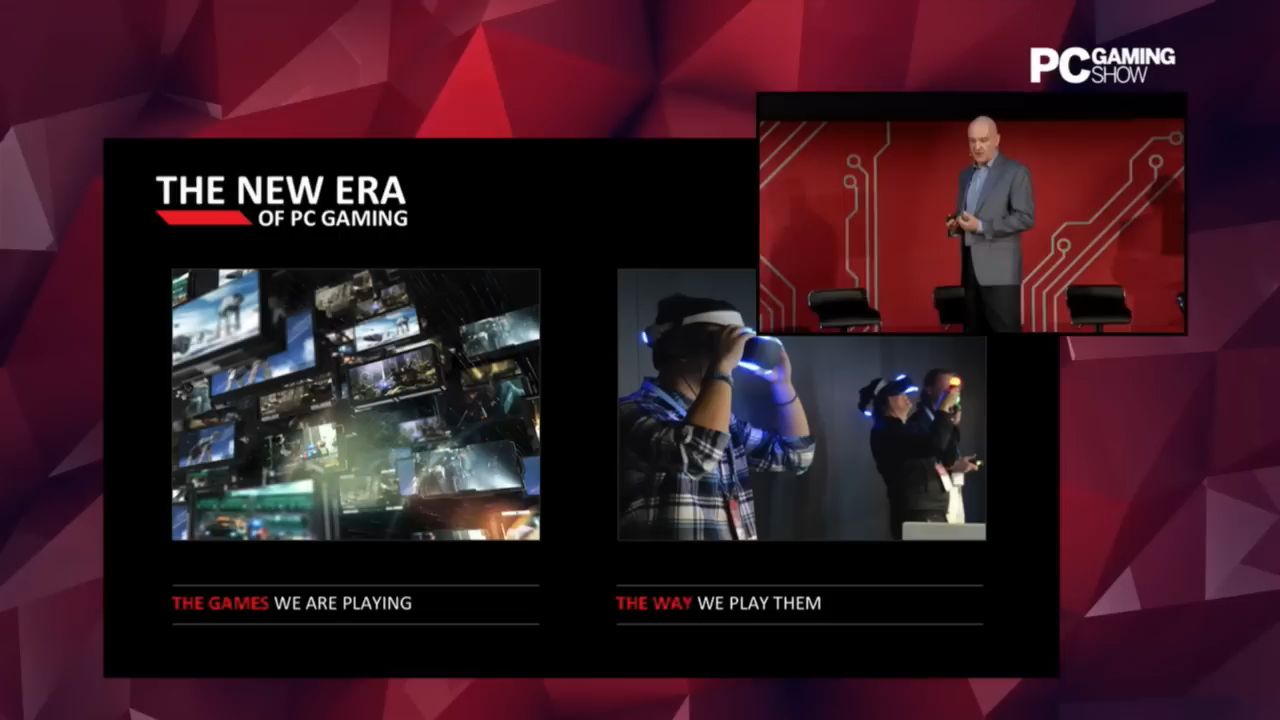 PC GAMING
SHOW
THE NEW ERA
OF PC GAMING
THE GAMES WE ARE PLAYING
THE WAY WE PLAY THEM